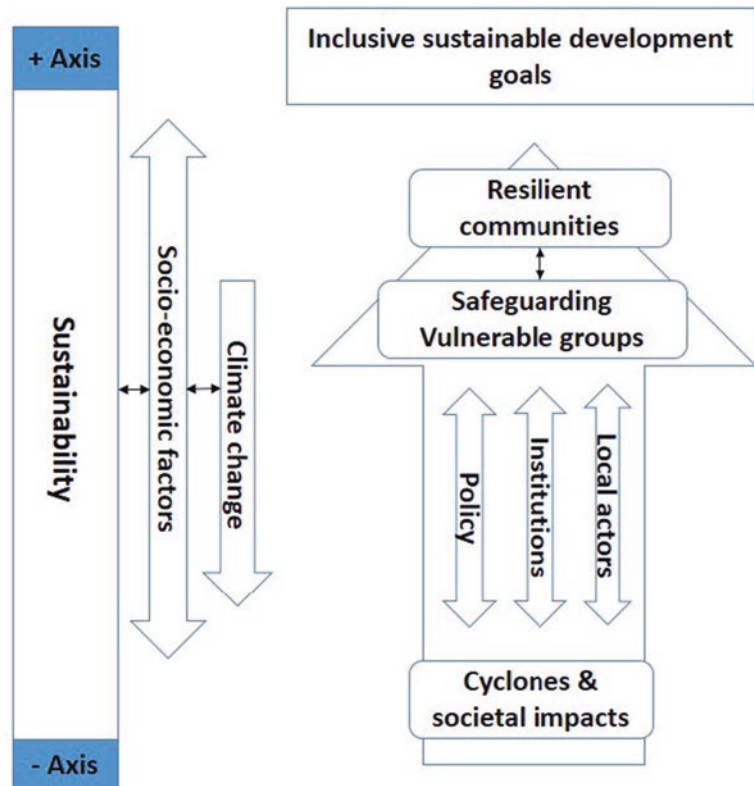 + Axis
Sustainability
- Axis
Socio-economic factors
Climate change
Inclusive sustainable development
goals
Resilient
communities
Safeguarding
Vulnerable groups
Policy
Institutions
Local actors
Cyclones &
societal impacts